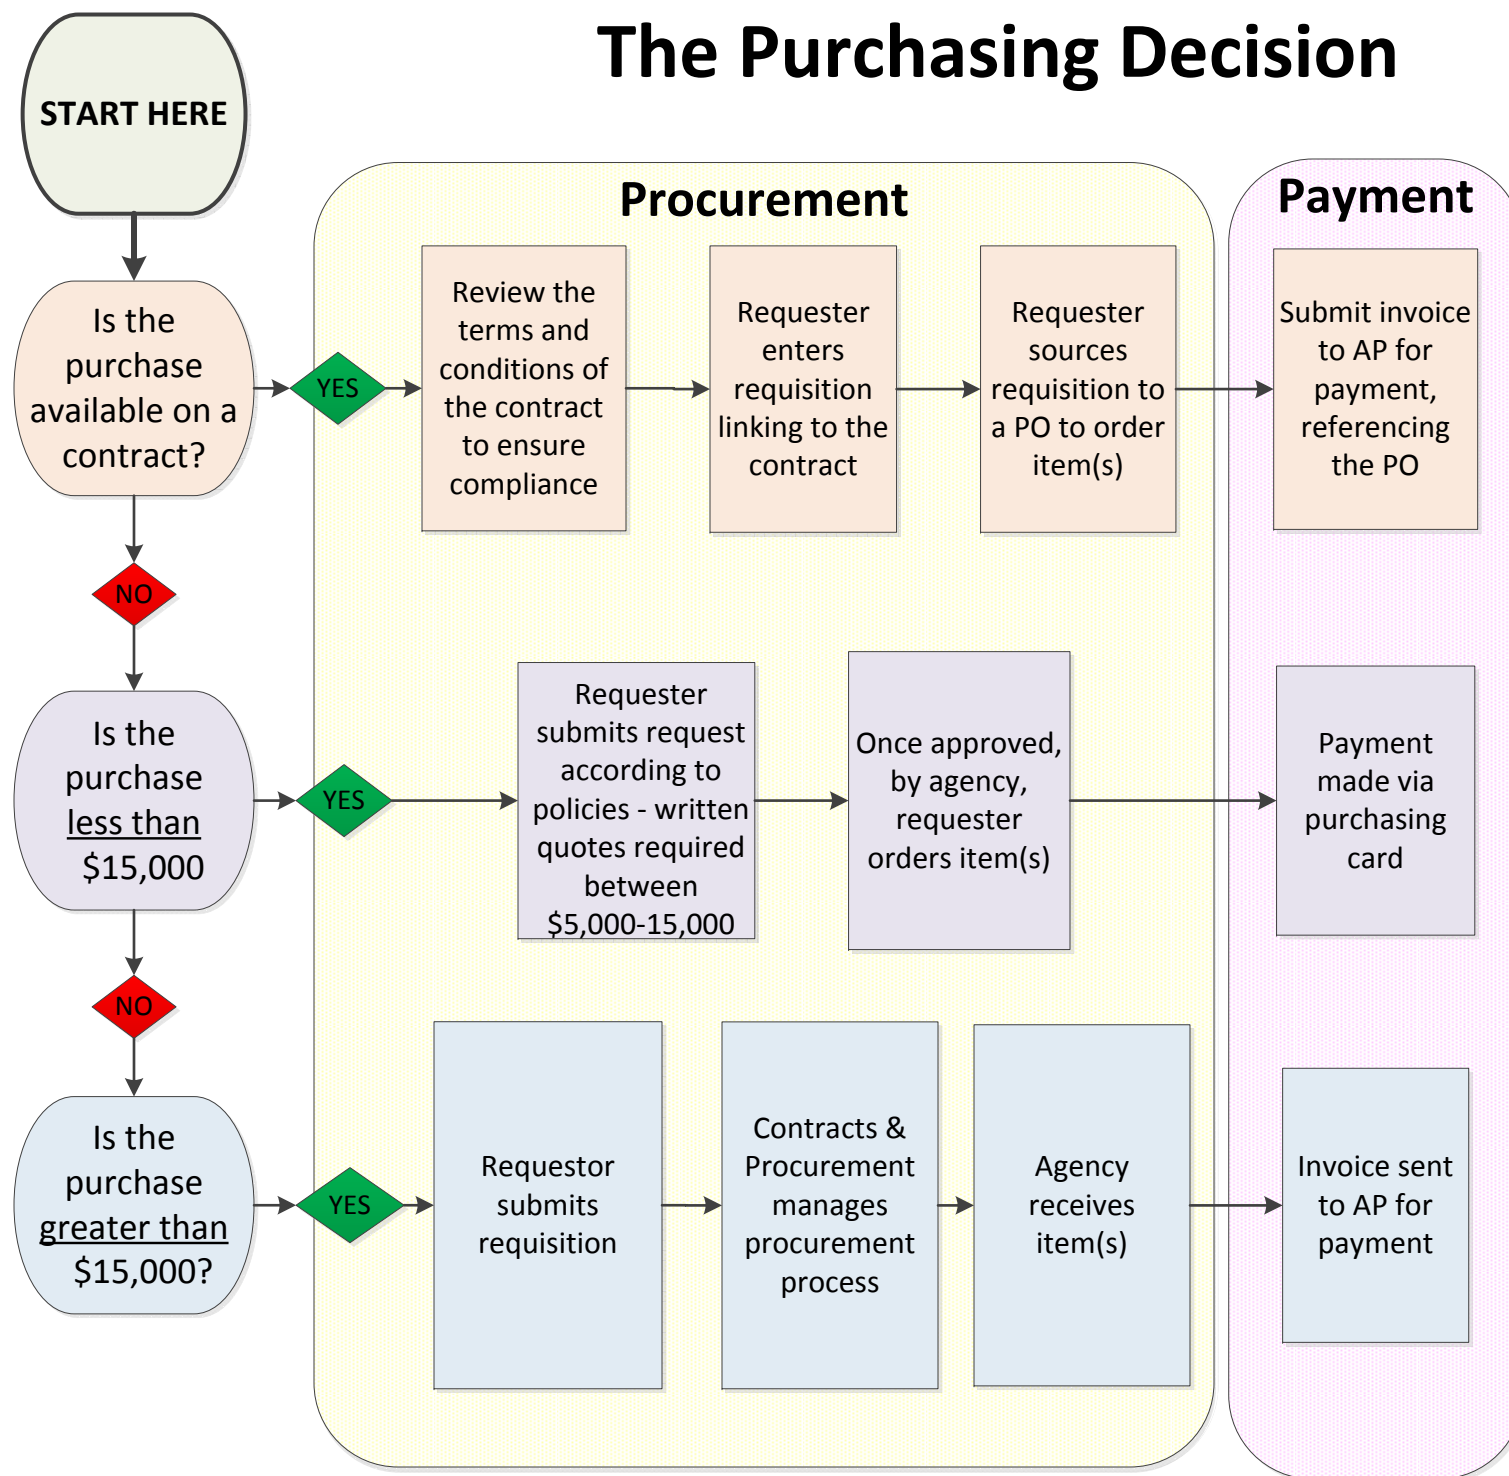 The Purchasing Decision
START HERE
Procurement
Payment
Is the
purchase
available on a
contract?
YES
Review the
terms and
conditions of
the contract
to ensure
compliance
Requester
enters
requisition
linking to the
contract
Requester
sources
requisition to
a PO to order
item(s)
Submit invoice
to AP for
payment,
referencing
the PO
NO
Is the
purchase
less than
$15,000
YES
Requester
submits request
according to
policies - written
quotes required
between
$5,000-15,000
Once approved,
by agency,
requester
orders item(s)
Payment
made via
purchasing
card
NO
Is the
purchase
greater than
$15,000?
YES
Requestor
submits
requisition
Contracts &
Procurement
manages
procurement
process
Agency
receives
item(s)
Invoice sent
to AP for
payment